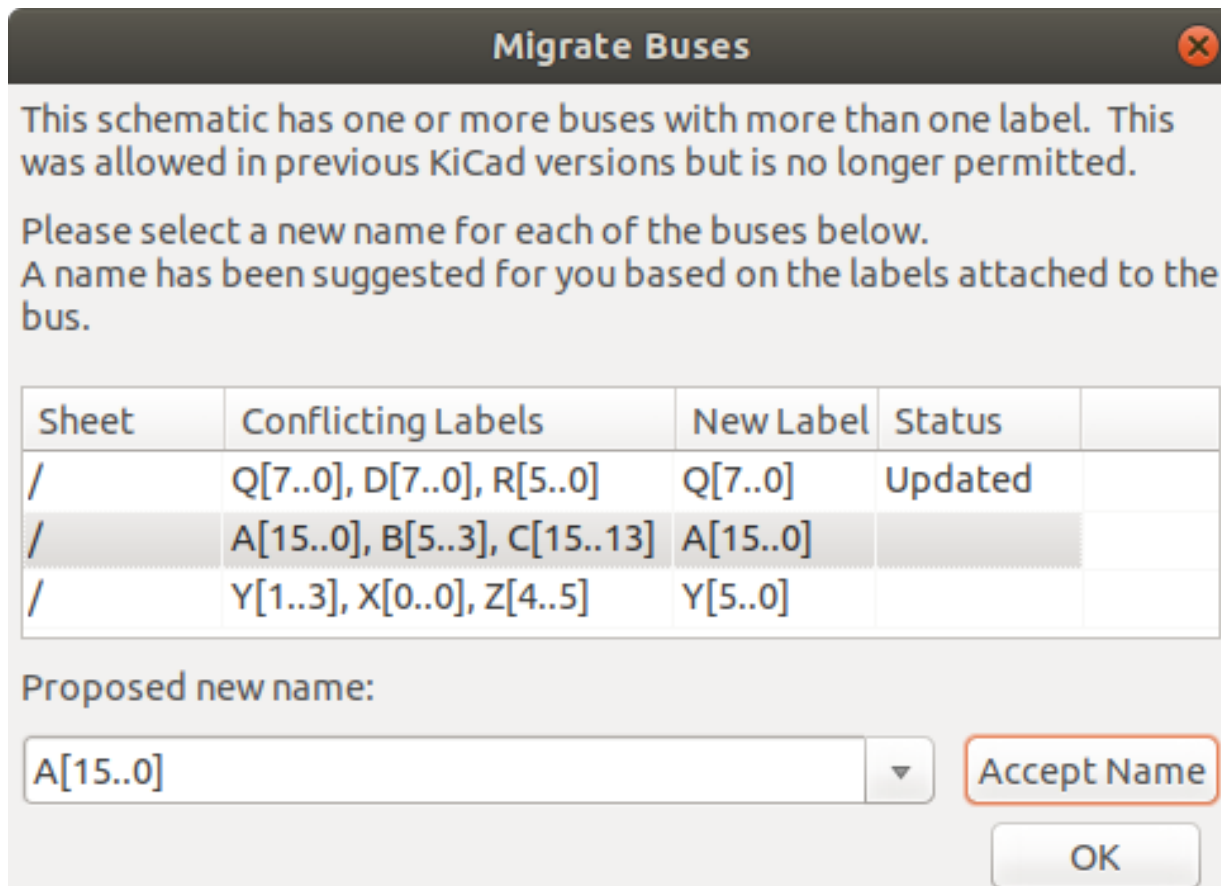 Migrate Buses
This schematic has one or more buses with more than one label.  This
was allowed in previous KiCad versions but is no longer permitted.
Please select a new name for each of the buses below.
A name has been suggested for you based on the labels attached to the
bus.
Sheet Conflicting Labels New Label Status
/ Q[7..0], D[7..0], R[5..0] Q[7..0] Updated
/ A[15..0], B[5..3], C[15..13] A[15..0]
/ Y[1..3], X[0..0], Z[4..5] Y[5..0]
Proposed new name:
A[15..0] Accept Name
OK